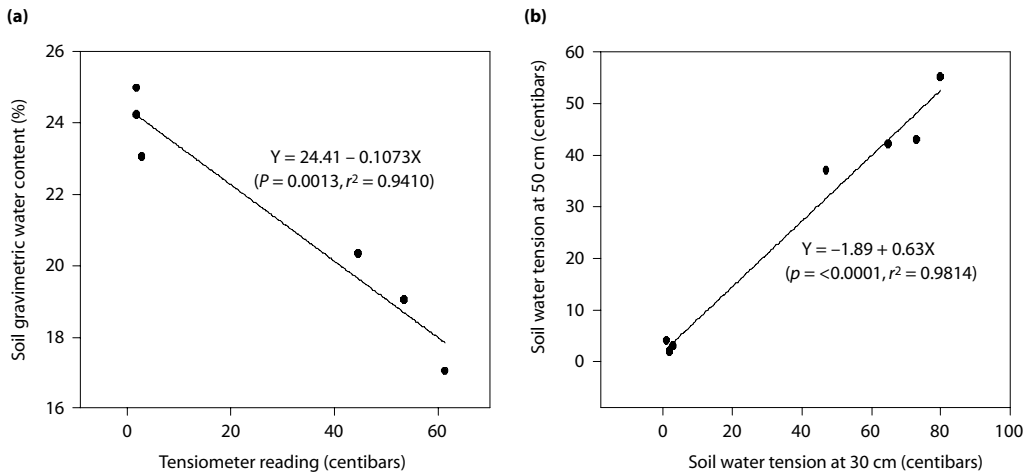 (a)
26
24
22
20
18
16
0
20
40
60
Soil gravimetric water content (%)
Tensiometer reading (centibars)
Y = 24.41 – 0.1073X
(P = 0.0013, r² = 0.9410)
(b)
60
50
40
30
20
10
0
0
20
40
60
80
100
Soil water tension at 50 cm (centibars)
Soil water tension at 30 cm (centibars)
Y = –1.89 + 0.63X
(p = <0.0001, r² = 0.9814)